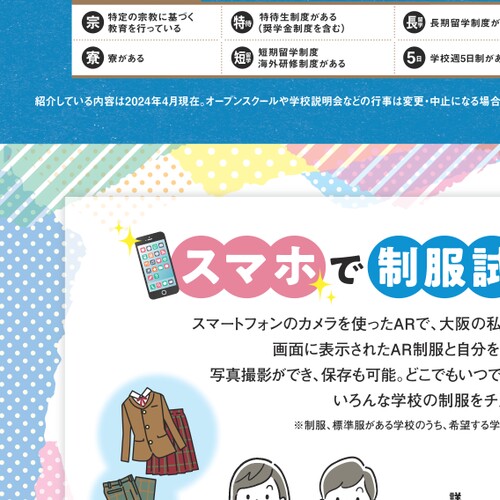 宗 特定の宗教に基づく
教育を行っている
特待 特待生制度がある
（奨学金制度を含む）
長 長期留学制度が
寮 寮がある
短 短期留学制度
海外研修制度がある
5日 学校週5日制があ
紹介している内容は2024年4月現在。オープンスクールや学校説明会などの行事は変更・中止になる場合
スマホで制服試
スマートフォンのカメラを使ったARで、大阪の私
画面に表示されたAR制服と自分を
写真撮影ができ、保存も可能。どこでもいつで
いろんな学校の制服をチ
※制服、標準服がある学校のうち、希望する学
詳